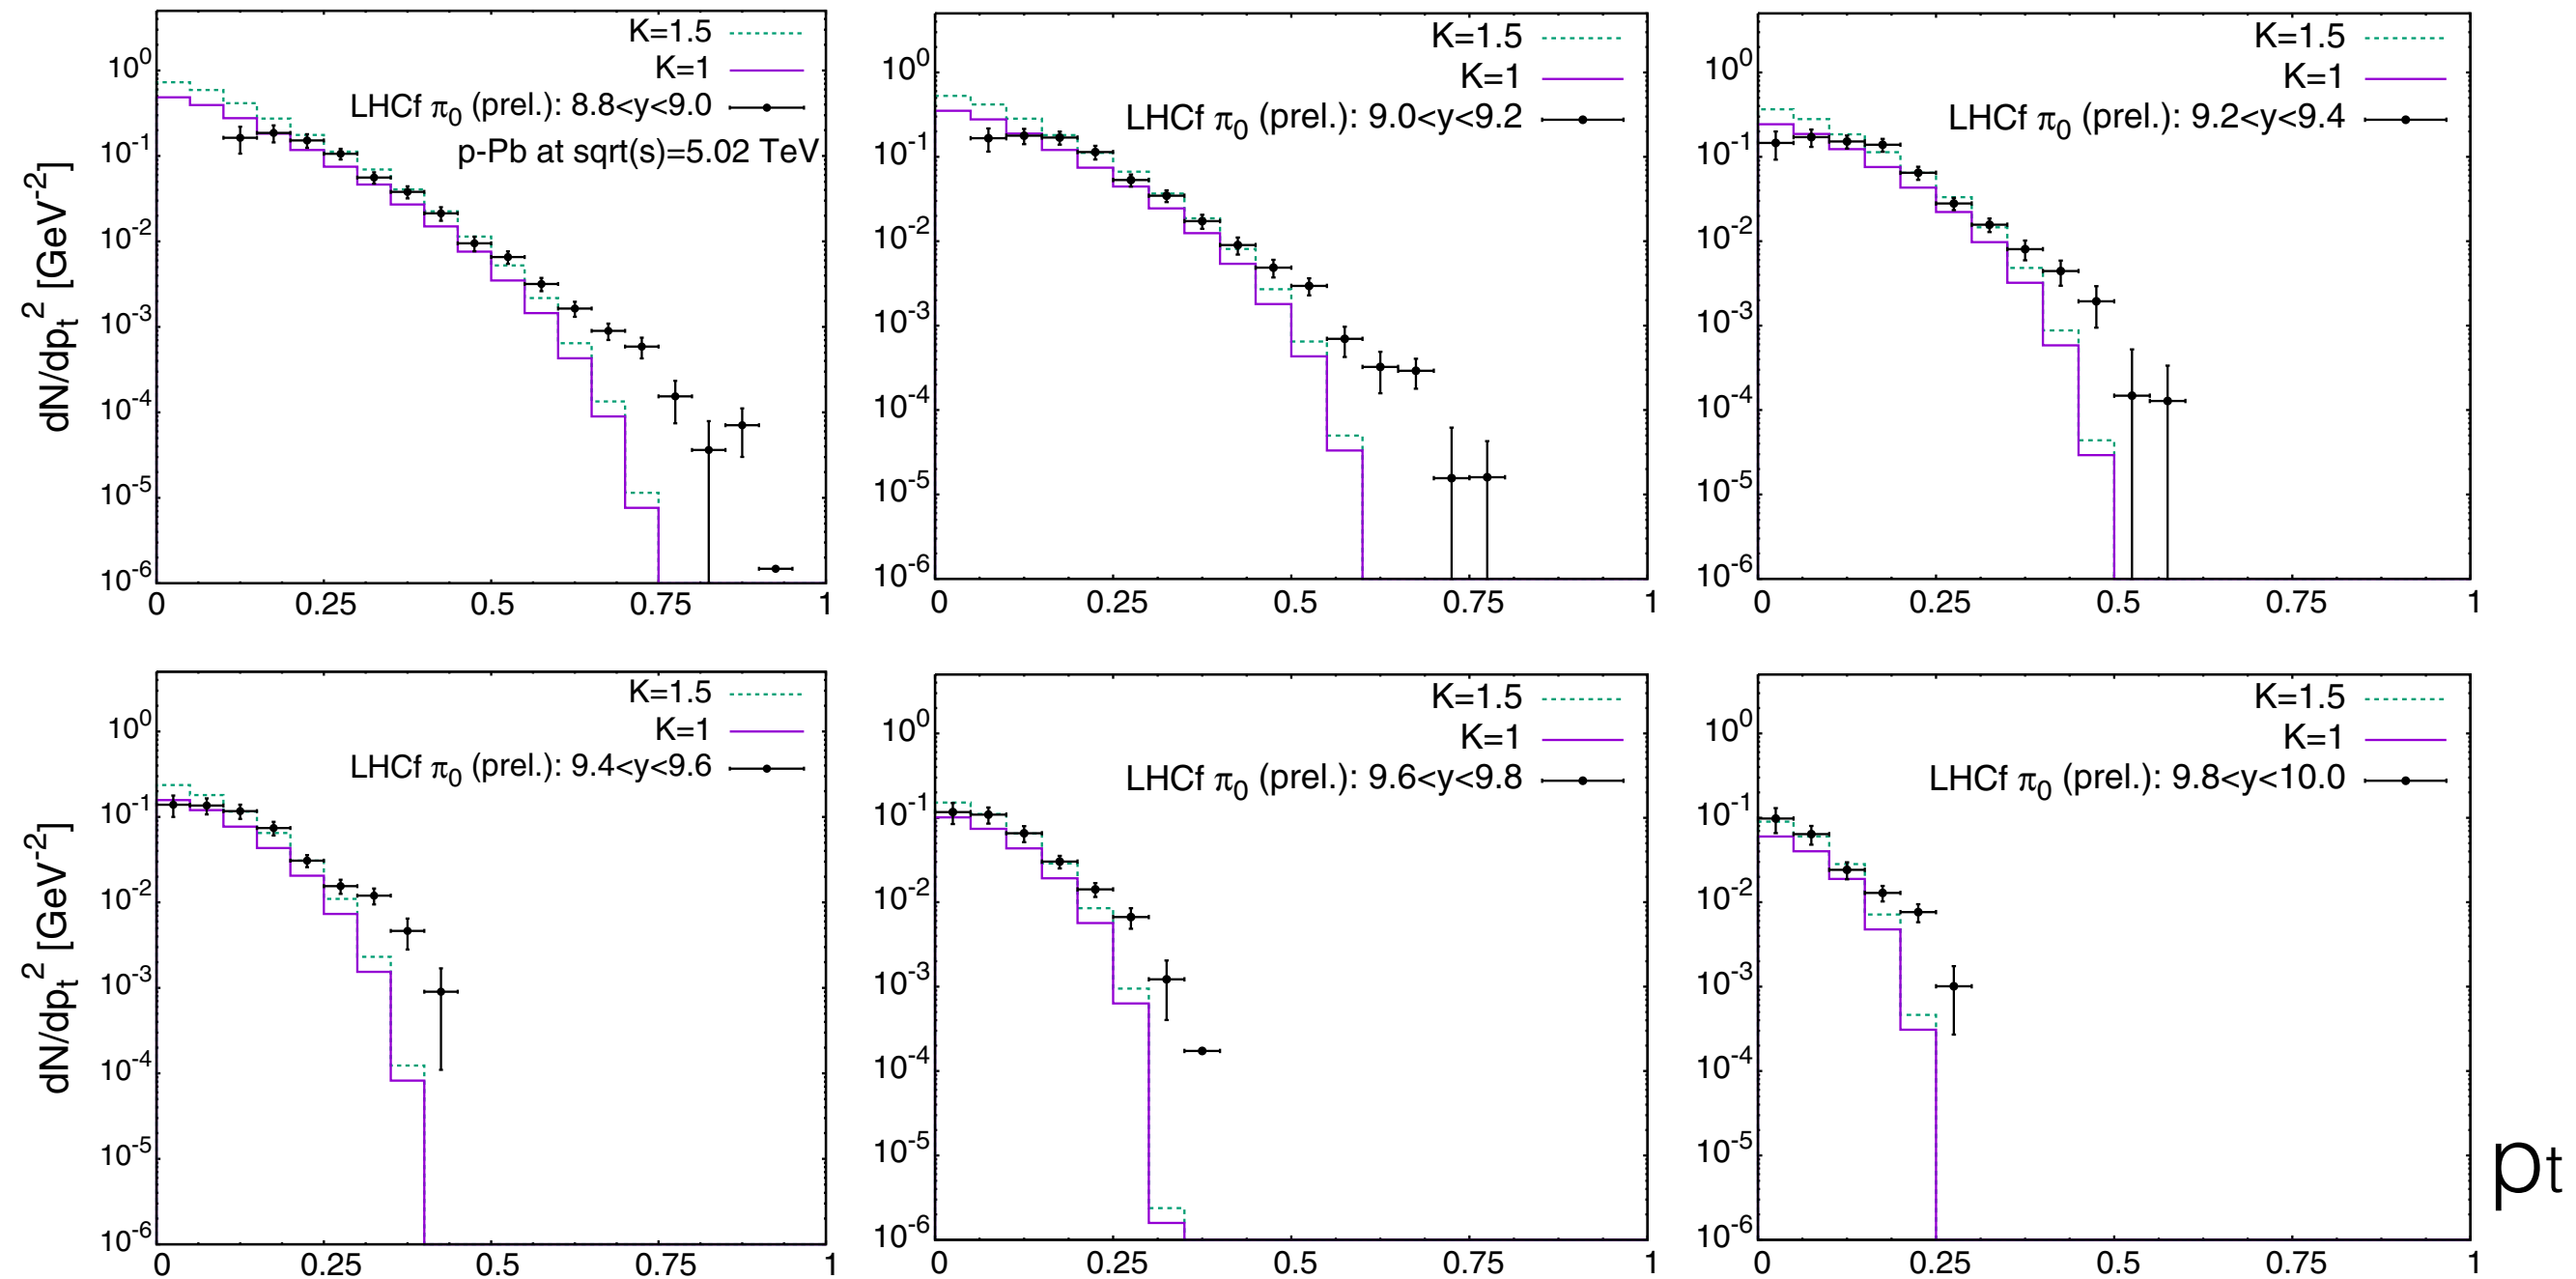 K=1.5
K=1
LHCf π0 (prel.): 8.8<y<9.0
p-Pb at sqrt(s)=5.02 TeV
dN/dpt^2 [GeV^-2]
10^0
10^-1
10^-2
10^-3
10^-4
10^-5
10^-6
0 0.25 0.5 0.75 1
K=1.5
K=1
LHCf π0 (prel.): 9.0<y<9.2
10^0
10^-1
10^-2
10^-3
10^-4
10^-5
10^-6
0 0.25 0.5 0.75 1
K=1.5
K=1
LHCf π0 (prel.): 9.2<y<9.4
10^0
10^-1
10^-2
10^-3
10^-4
10^-5
10^-6
0 0.25 0.5 0.75 1
K=1.5
K=1
LHCf π0 (prel.): 9.4<y<9.6
dN/dpt^2 [GeV^-2]
10^0
10^-1
10^-2
10^-3
10^-4
10^-5
10^-6
0 0.25 0.5 0.75 1
K=1.5
K=1
LHCf π0 (prel.): 9.6<y<9.8
10^0
10^-1
10^-2
10^-3
10^-4
10^-5
10^-6
0 0.25 0.5 0.75 1
K=1.5
K=1
LHCf π0 (prel.): 9.8<y<10.0
10^0
10^-1
10^-2
10^-3
10^-4
10^-5
10^-6
0 0.25 0.5 0.75 1
pt